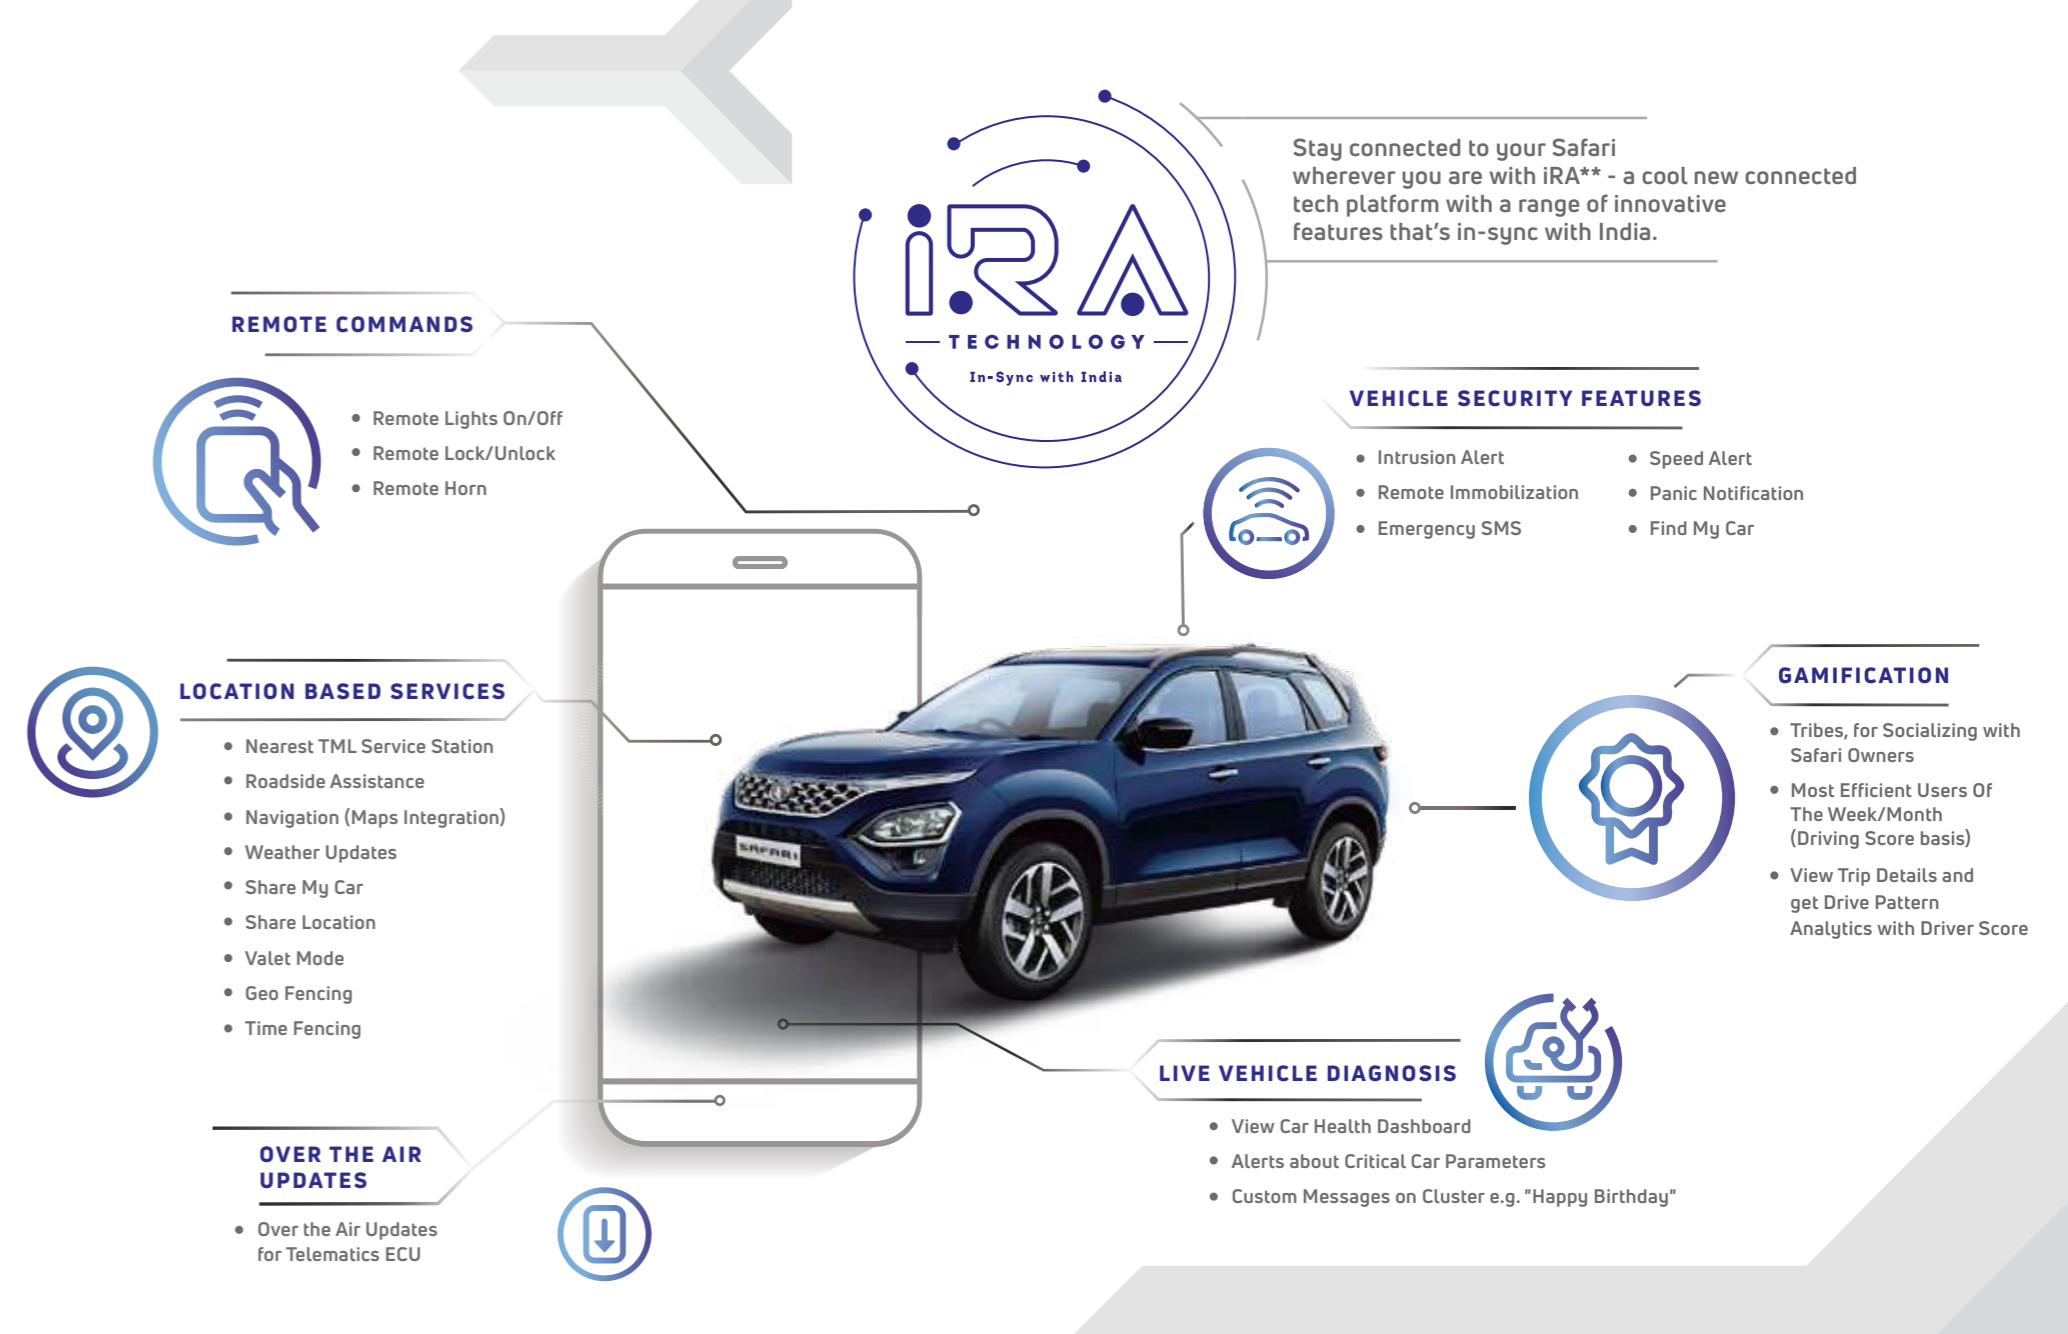 iRA
TECHNOLOGY
In-Sync with India
Stay connected to your Safari
wherever you are with iRA** - a cool new connected
tech platform with a range of innovative
features that's in-sync with India.
REMOTE COMMANDS
• Remote Lights On/Off
• Remote Lock/Unlock
• Remote Horn
VEHICLE SECURITY FEATURES
• Intrusion Alert
• Remote Immobilization
• Emergency SMS
• Speed Alert
• Panic Notification
• Find My Car
LOCATION BASED SERVICES
• Nearest TML Service Station
• Roadside Assistance
• Navigation (Maps Integration)
• Weather Updates
• Share My Car
• Share Location
• Valet Mode
• Geo Fencing
• Time Fencing
SAFARI
GAMIFICATION
• Tribes, for Socializing with
Safari Owners
• Most Efficient Users Of
The Week/Month
(Driving Score basis)
• View Trip Details and
get Drive Pattern
Analytics with Driver Score
LIVE VEHICLE DIAGNOSIS
• View Car Health Dashboard
• Alerts about Critical Car Parameters
• Custom Messages on Cluster e.g. "Happy Birthday"
OVER THE AIR
UPDATES
• Over the Air Updates
for Telematics ECU